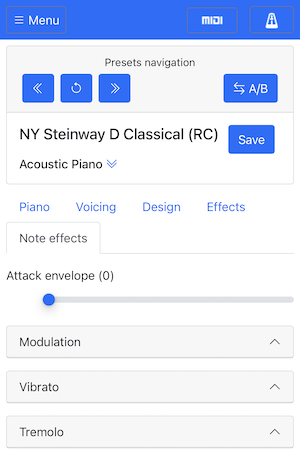 Menu
MIDI
Presets navigation
A/B
NY Steinway D Classical (RC)
Save
Acoustic Piano
Piano Voicing Design Effects
Note effects
Attack envelope (0)
Modulation
Vibrato
Tremolo